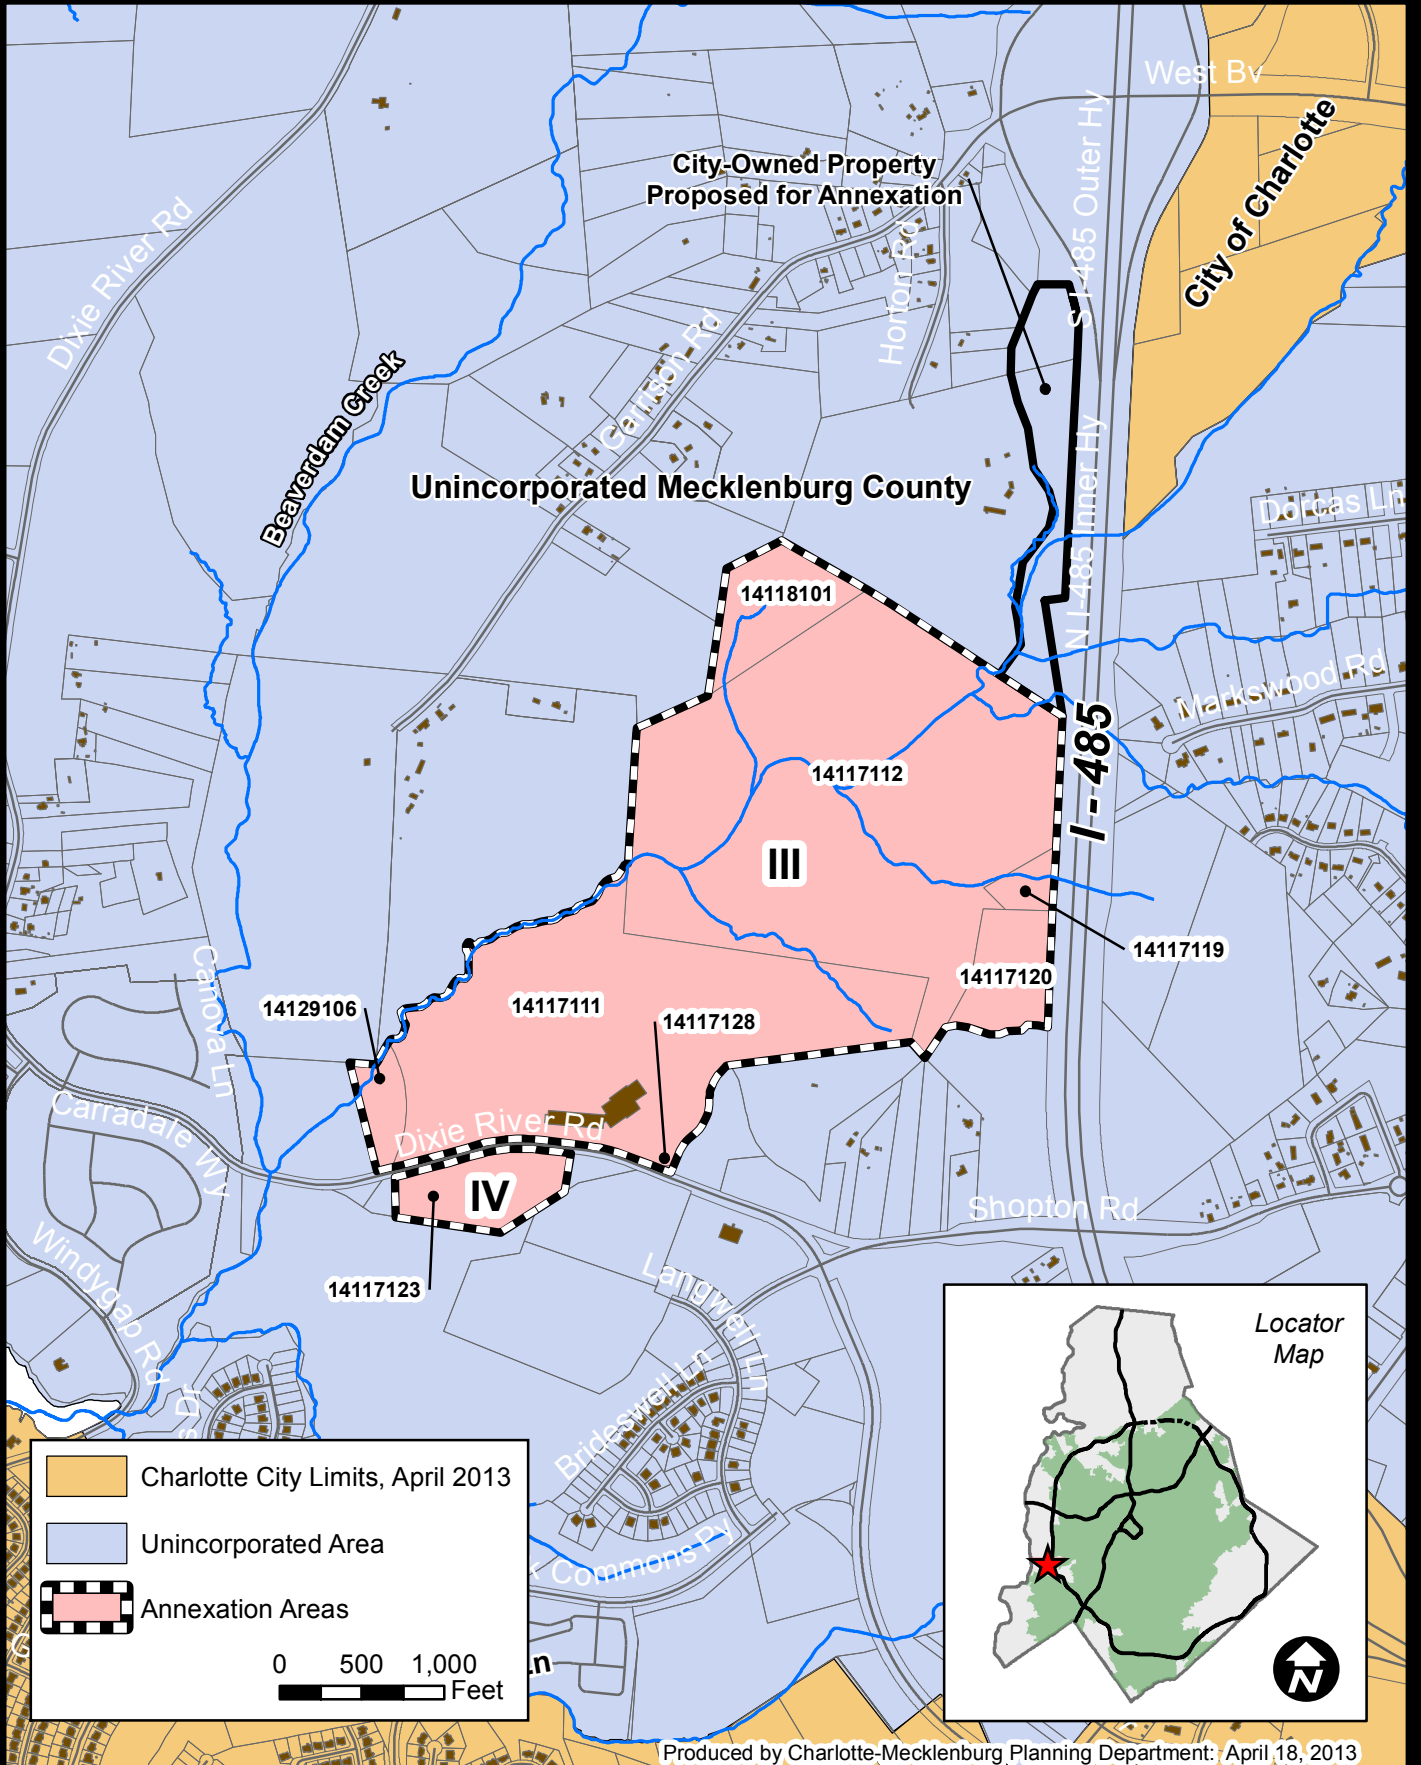 West Bv
City-Owned Property
Proposed for Annexation
City of Charlotte
S I-485 Outer Hy
Dixie River Rd
Horton Rd
Garrison Rd
Beaverdam Creek
Unincorporated Mecklenburg County
N I-485 Inner Hy
Dorcas Ln
14118101
Markswood Rd
I - 485
14117112
III
14117119
14117120
Canova Ln
14129106
14117111
14117128
Carradale Wy
Dixie River Rd
IV
Shopton Rd
Windygap Rd
14117123
Langwell Ln
Brideswell Ln
s Dr
Commons Py
Ln
G
Charlotte City Limits, April 2013
Unincorporated Area
Annexation Areas
0 500 1,000
Feet
Locator
Map
N
Produced by Charlotte-Mecklenburg Planning Department: April 18, 2013